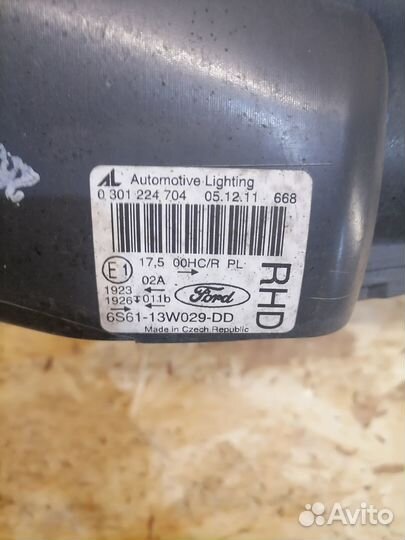 AL Automotive Lighting
0 301 224 704 05.12.11 668
E1 17,5 00HC/R PL
02A
1923
1926 011b
Ford
6S61-13W029-DD
Made in Czech Republic
RHD
Avito